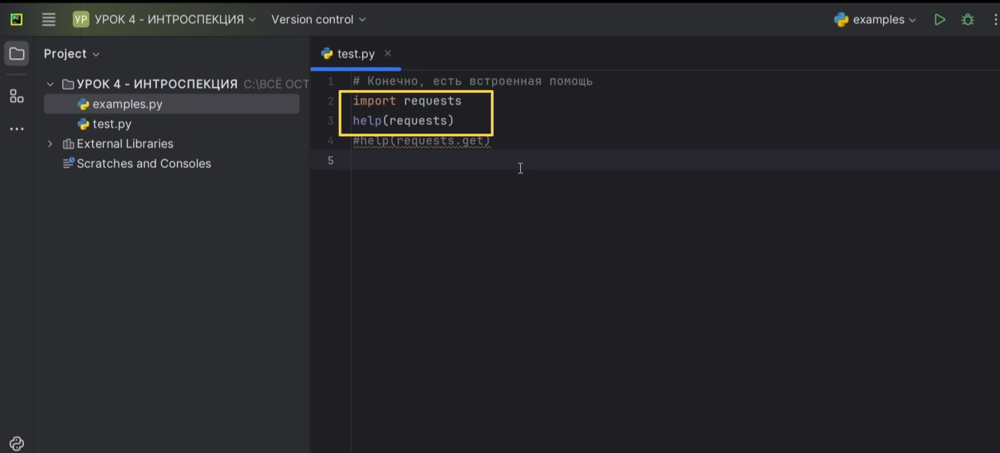 PC
УР УРОК 4 - ИНТРОСПЕКЦИЯ Version control examples
Project
УРОК 4 - ИНТРОСПЕКЦИЯ C:\ВСЁ ОСТ
examples.py
test.py
External Libraries
Scratches and Consoles
test.py
1 # Конечно, есть встроенная помощь
2 import requests
3 help(requests)
4 #help(requests.get)
5